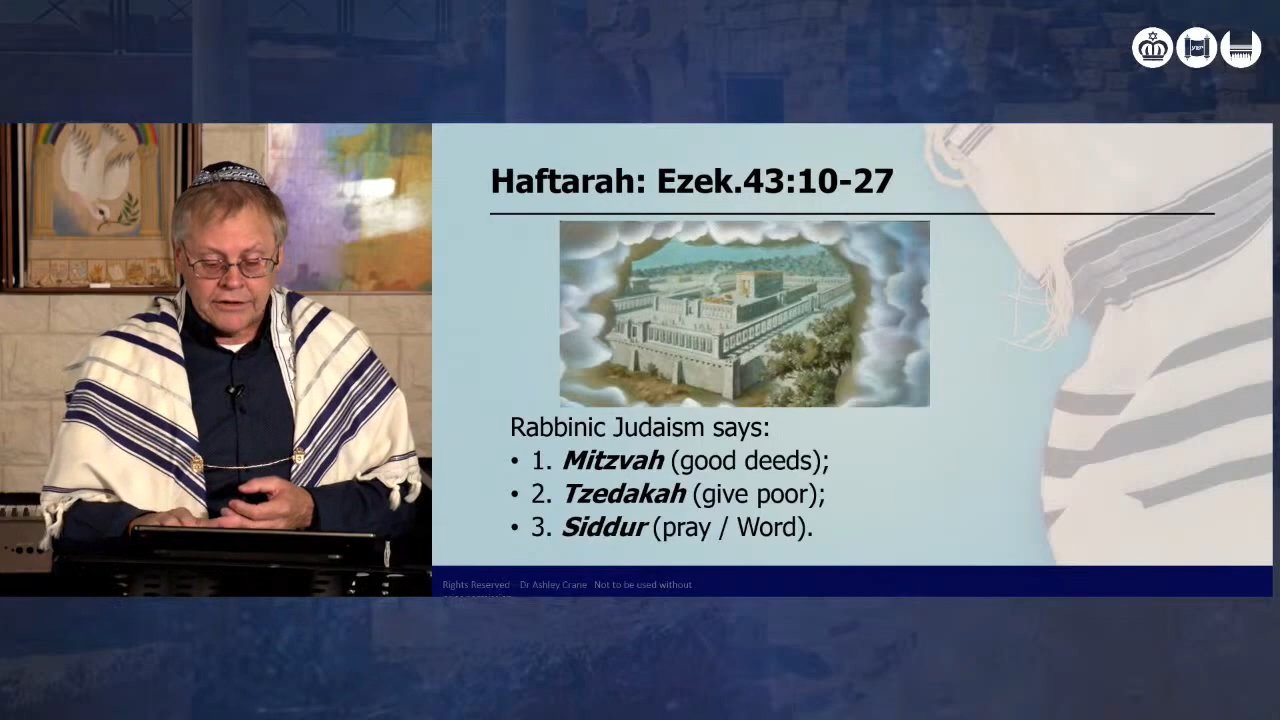 Haftarah: Ezek.43:10-27
Rabbinic Judaism says:
• 1. Mitzvah (good deeds);
• 2. Tzedakah (give poor);
• 3. Siddur (pray / Word).
Rights Reserved – Dr Ashley Crane Not to be used without